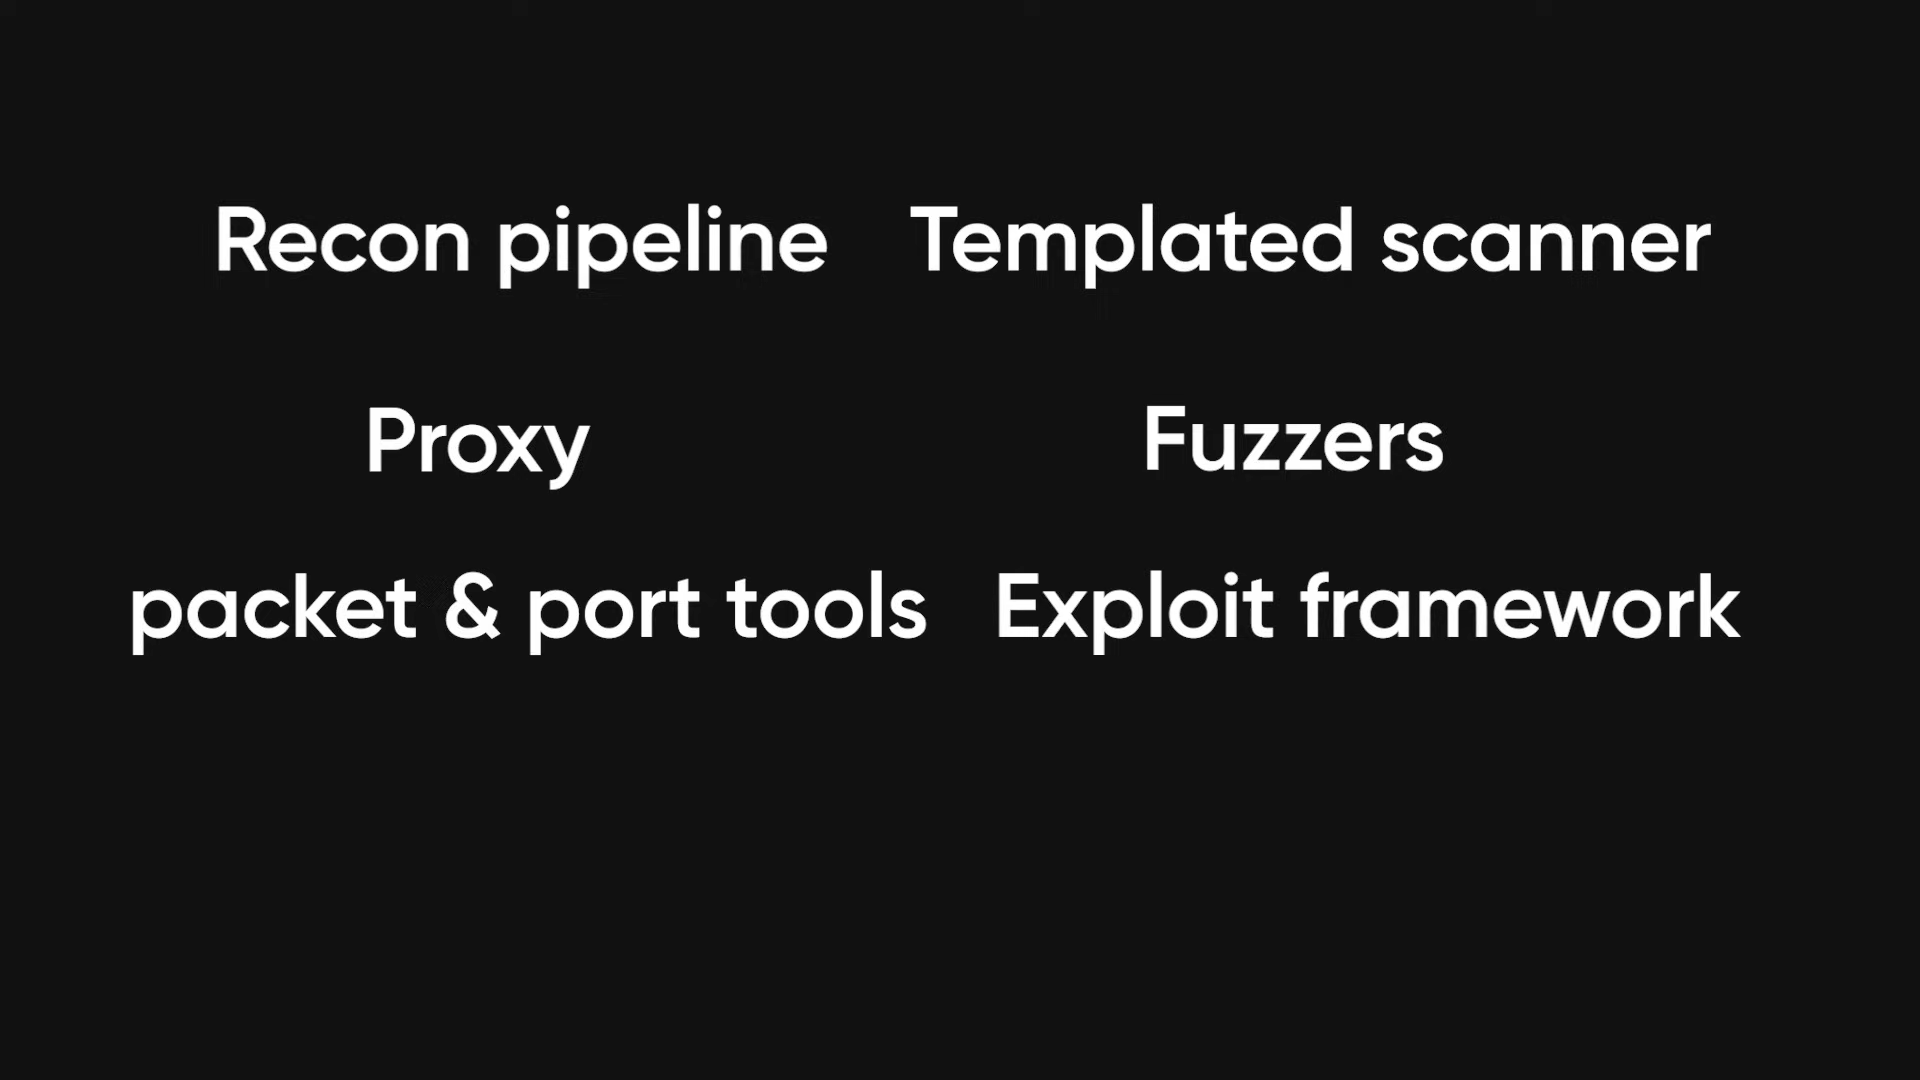 Recon pipeline Templated scanner
Proxy Fuzzers
packet & port tools Exploit framework